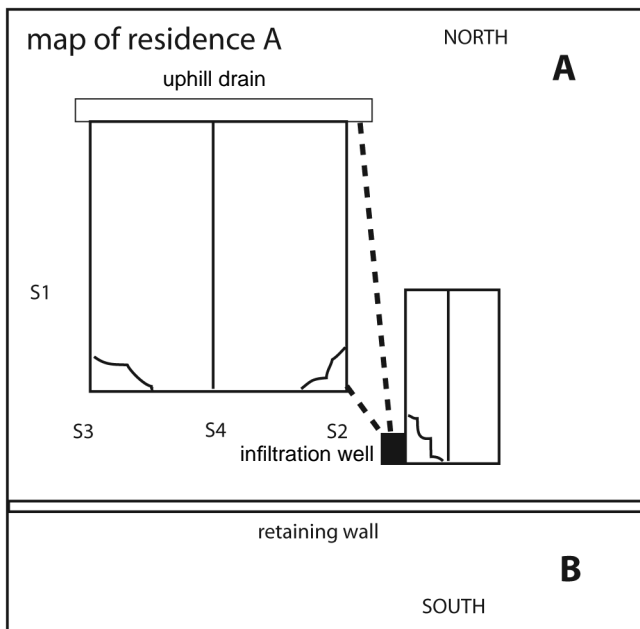 map of residence A
NORTH
A
uphill drain
S1
S3
S4
S2
infiltration well
retaining wall
B
SOUTH